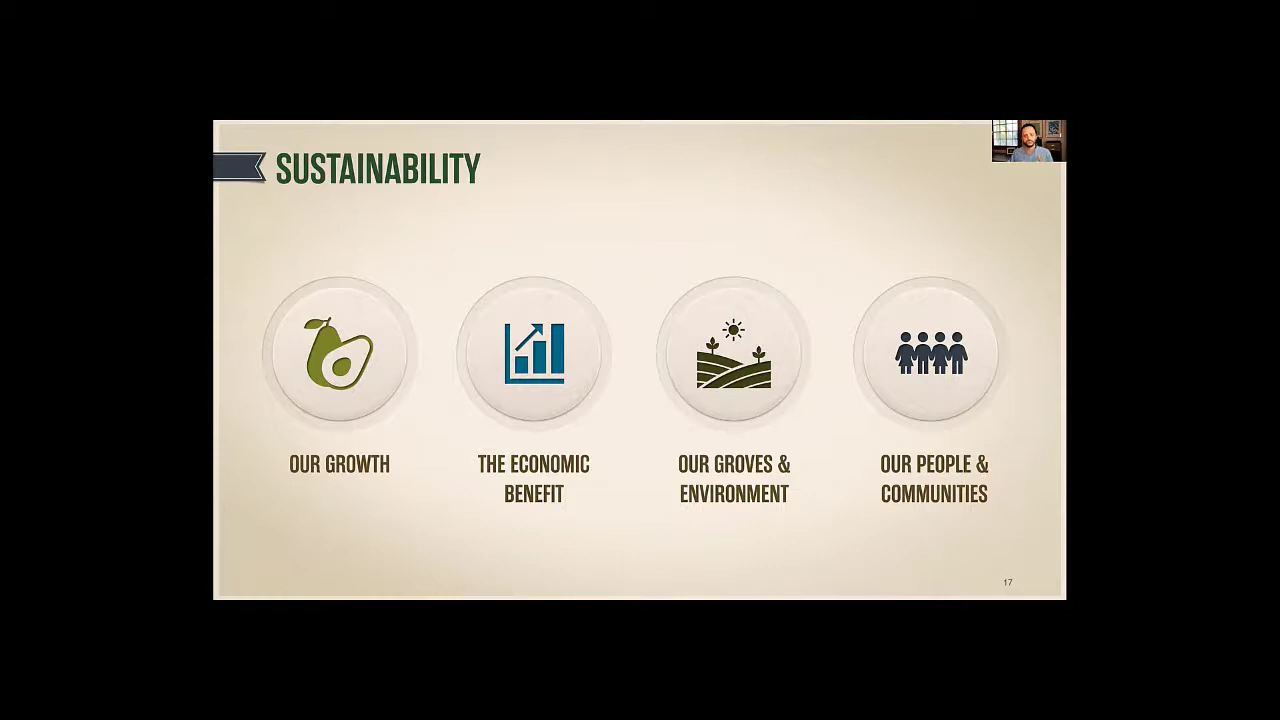 SUSTAINABILITY
OUR GROWTH
THE ECONOMIC
BENEFIT
OUR GROVES &
ENVIRONMENT
OUR PEOPLE &
COMMUNITIES
17